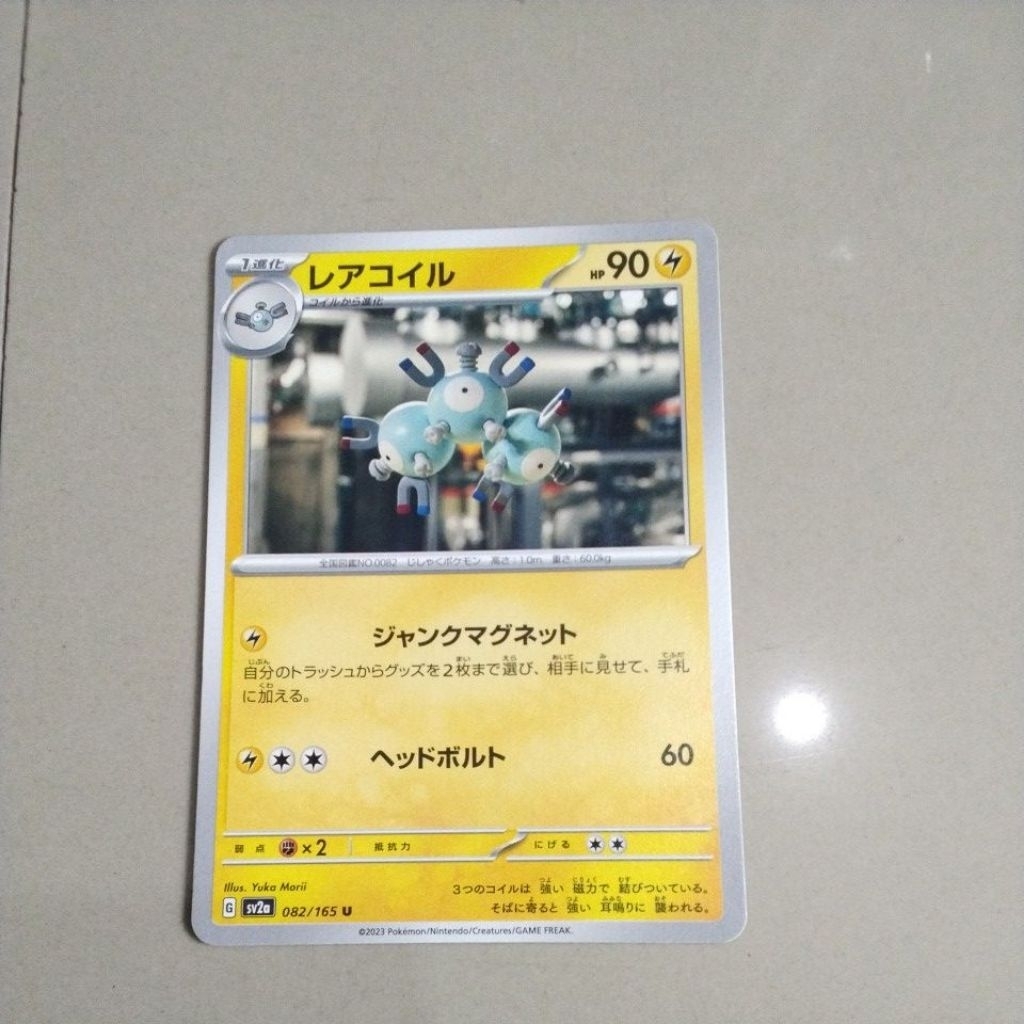 1進化
レアコイル
HP 90
コイルから進化
全国図鑑NO.0082 じしゃくポケモン 高さ:1.0m 重さ:60.0kg
ジャンクマグネット
自分のトラッシュからグッズを2枚まで選び、相手に見せて、手札
に加える。
ヘッドボルト 60
弱点 ×2 抵抗力 にげる
Illus. Yuka Morii
3つのコイルは 強い 磁力で 結びついている。
そばに寄ると 強い 耳鳴りに 襲われる。
G sv2a 082/165 U
©2023 Pokémon/Nintendo/Creatures/GAME FREAK.